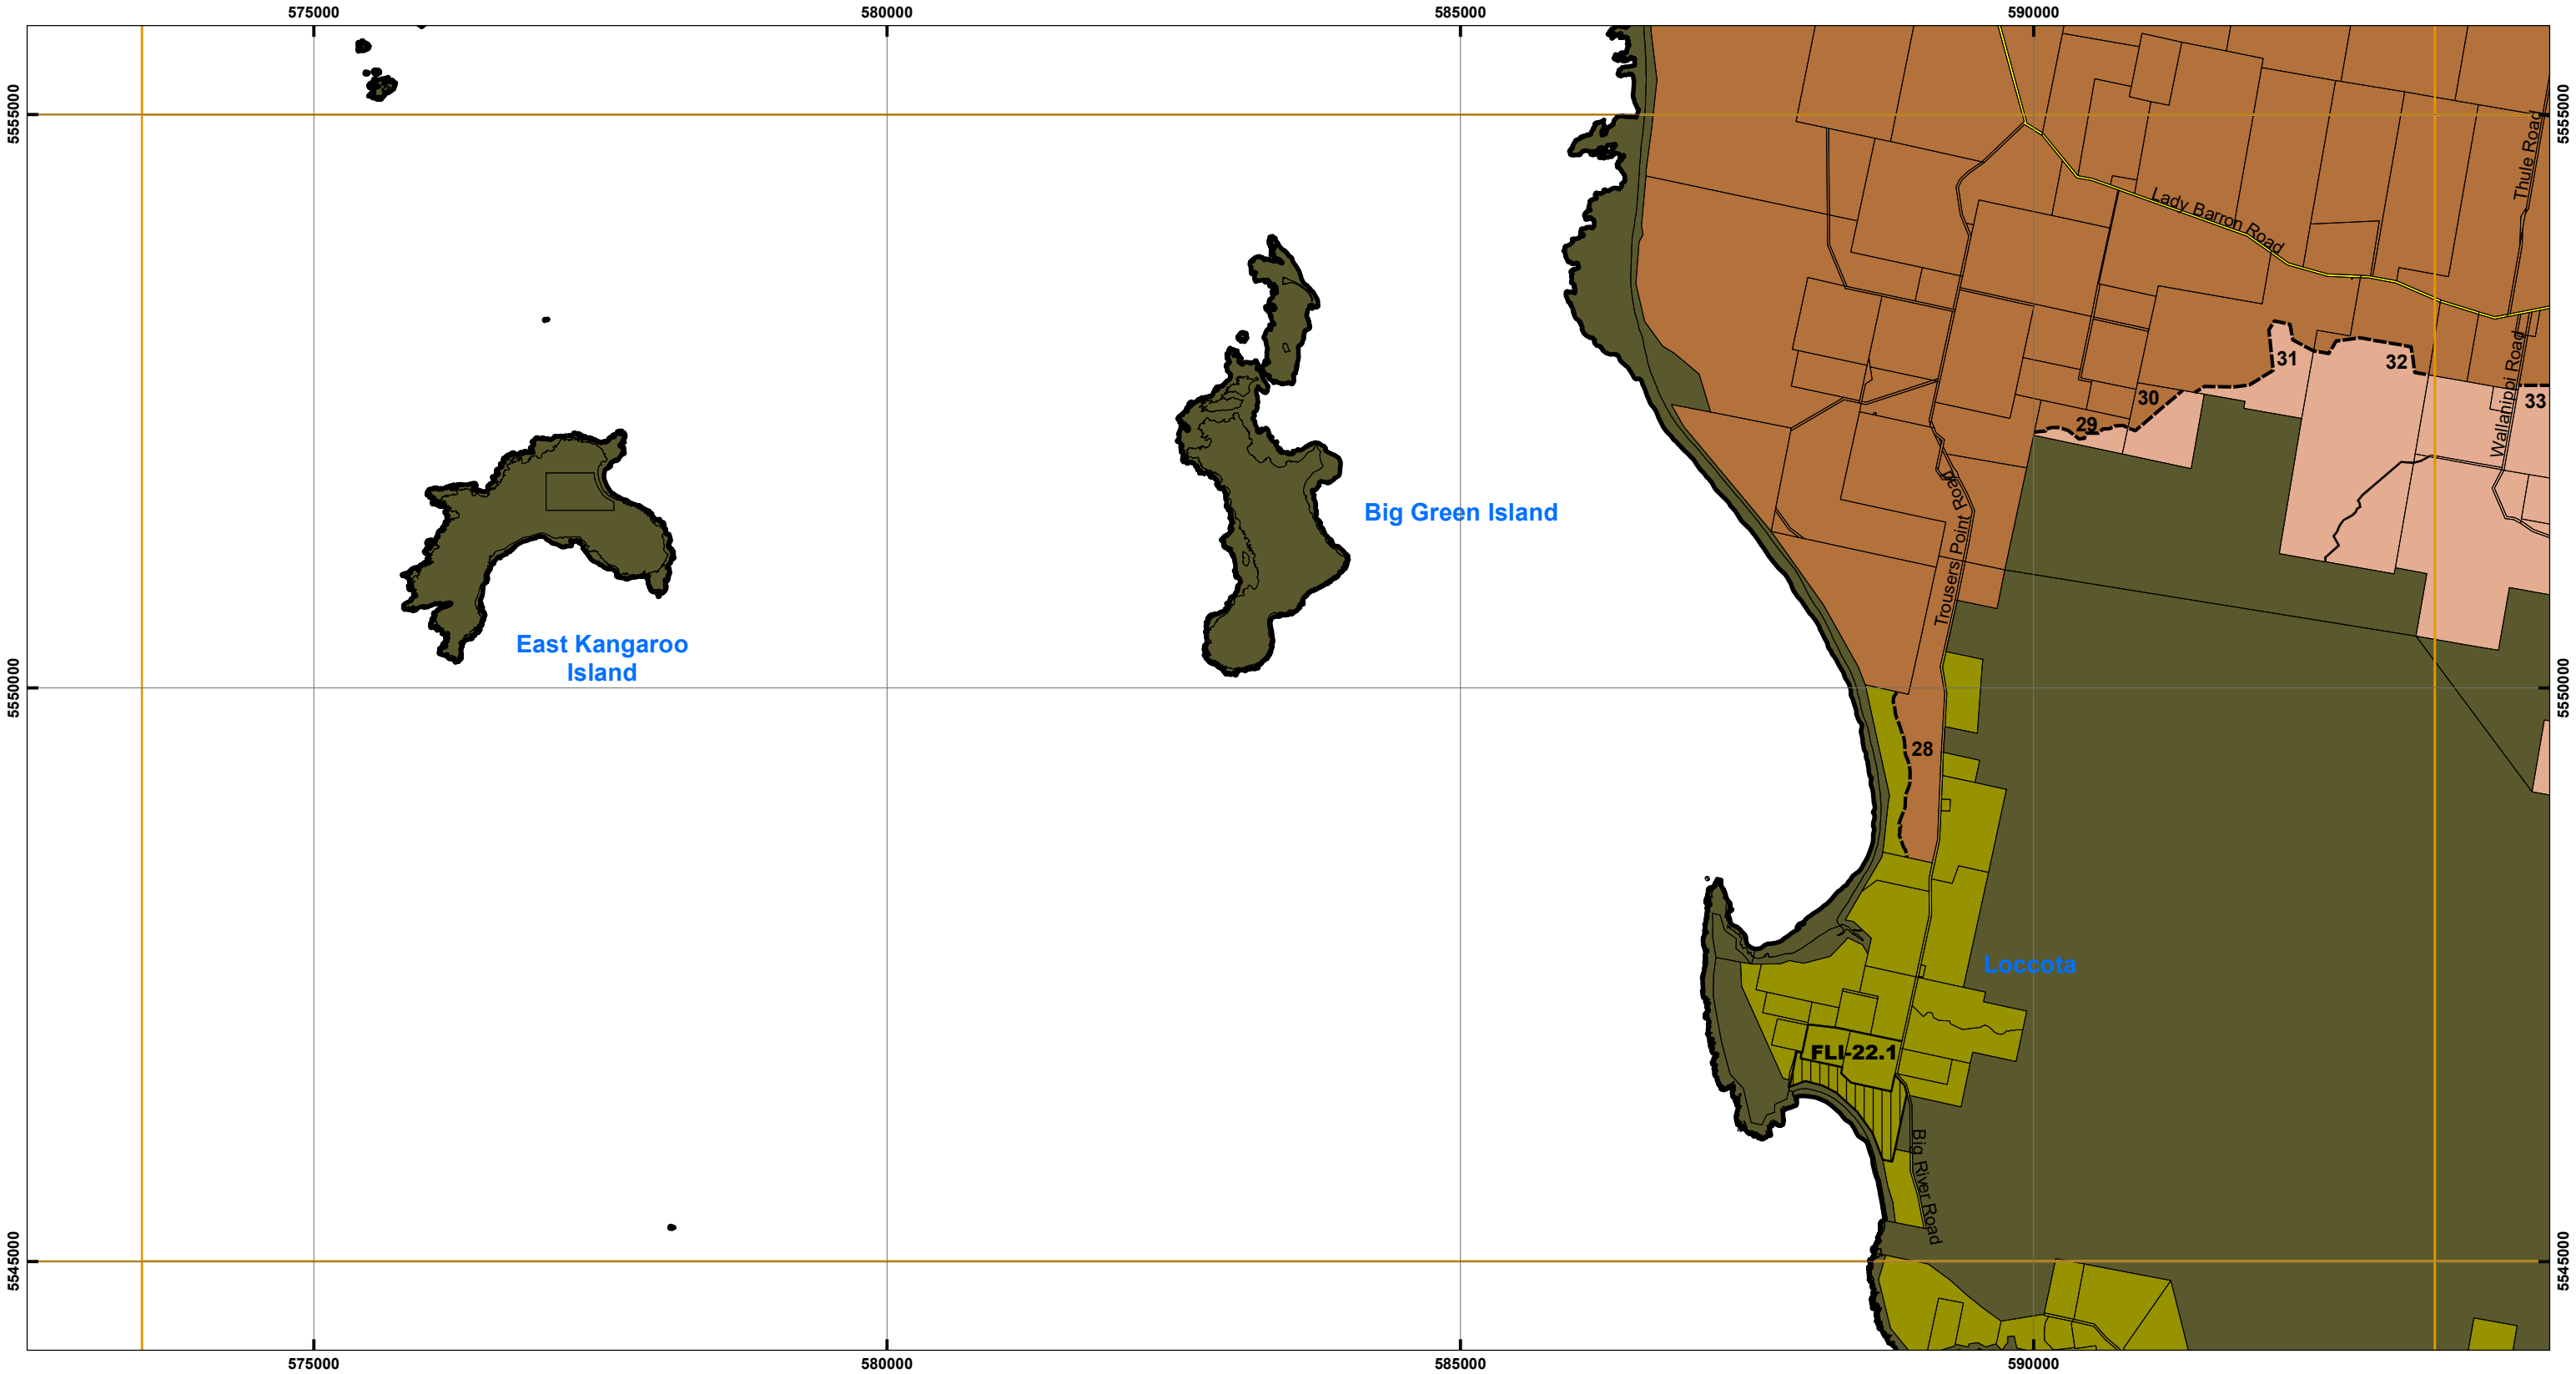 575000
580000
585000
590000
5555000
5555000
Thule Road
Lady Barron Road
31
32
Wallanippi Road
30
33
29
Big Green Island
Trousers Point Road
East Kangaroo
Island
5550000
5550000
28
Loccota
FLI-22.1
Big River Road
5545000
5545000
575000
580000
585000
590000